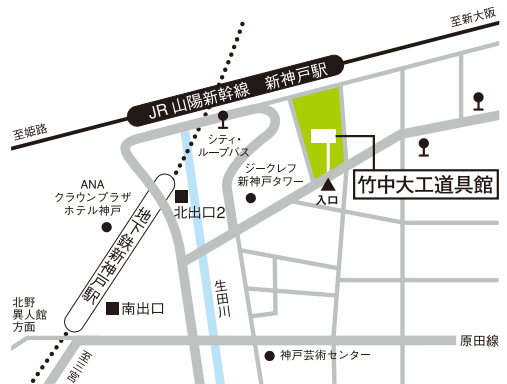 至新大阪
JR 山陽新幹線 新神戸駅
至姫路
シティ・
ループバス
ジークレフ
新神戸タワー
竹中大工道具館
入口
ANA
クラウンプラザ
ホテル神戸
北出口2
地下鉄新神戸駅
生田川
北野
異人館
方面
南出口
原田線
至三宮
神戸芸術センター